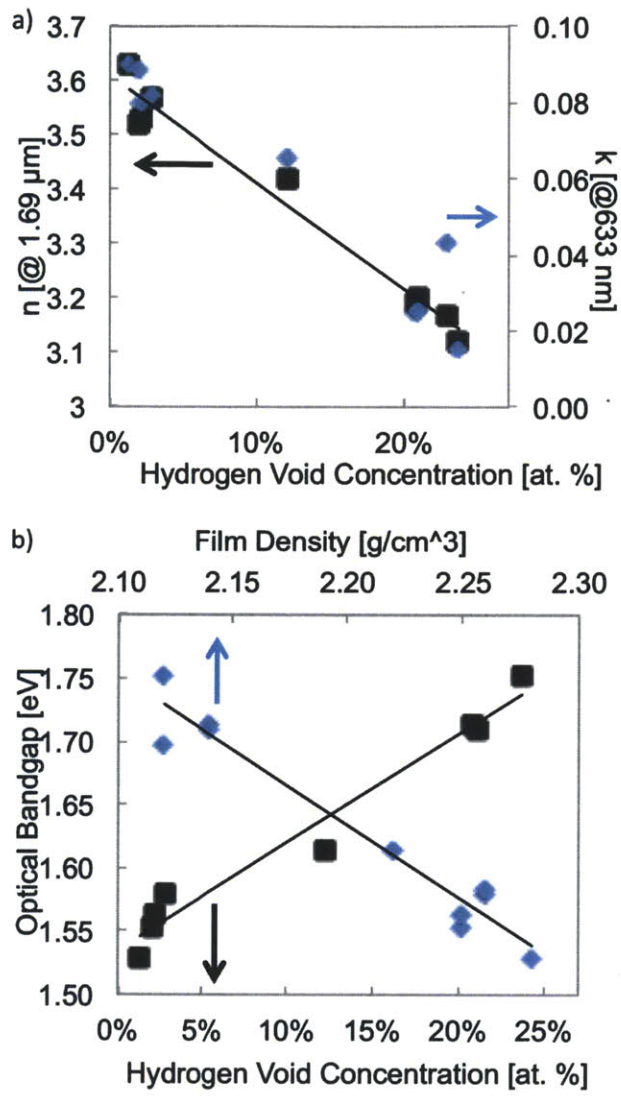 a)
3.7
3.6
3.5
3.4
3.3
3.2
3.1
3
n [@ 1.69 µm]
0.10
0.08
0.06
0.04
0.02
0.00
k [@633 nm]
0% 10% 20%
Hydrogen Void Concentration [at. %]
b)
Film Density [g/cm^3]
2.10 2.15 2.20 2.25 2.30
1.80
1.75
1.70
1.65
1.60
1.55
1.50
Optical Bandgap [eV]
0% 5% 10% 15% 20% 25%
Hydrogen Void Concentration [at. %]